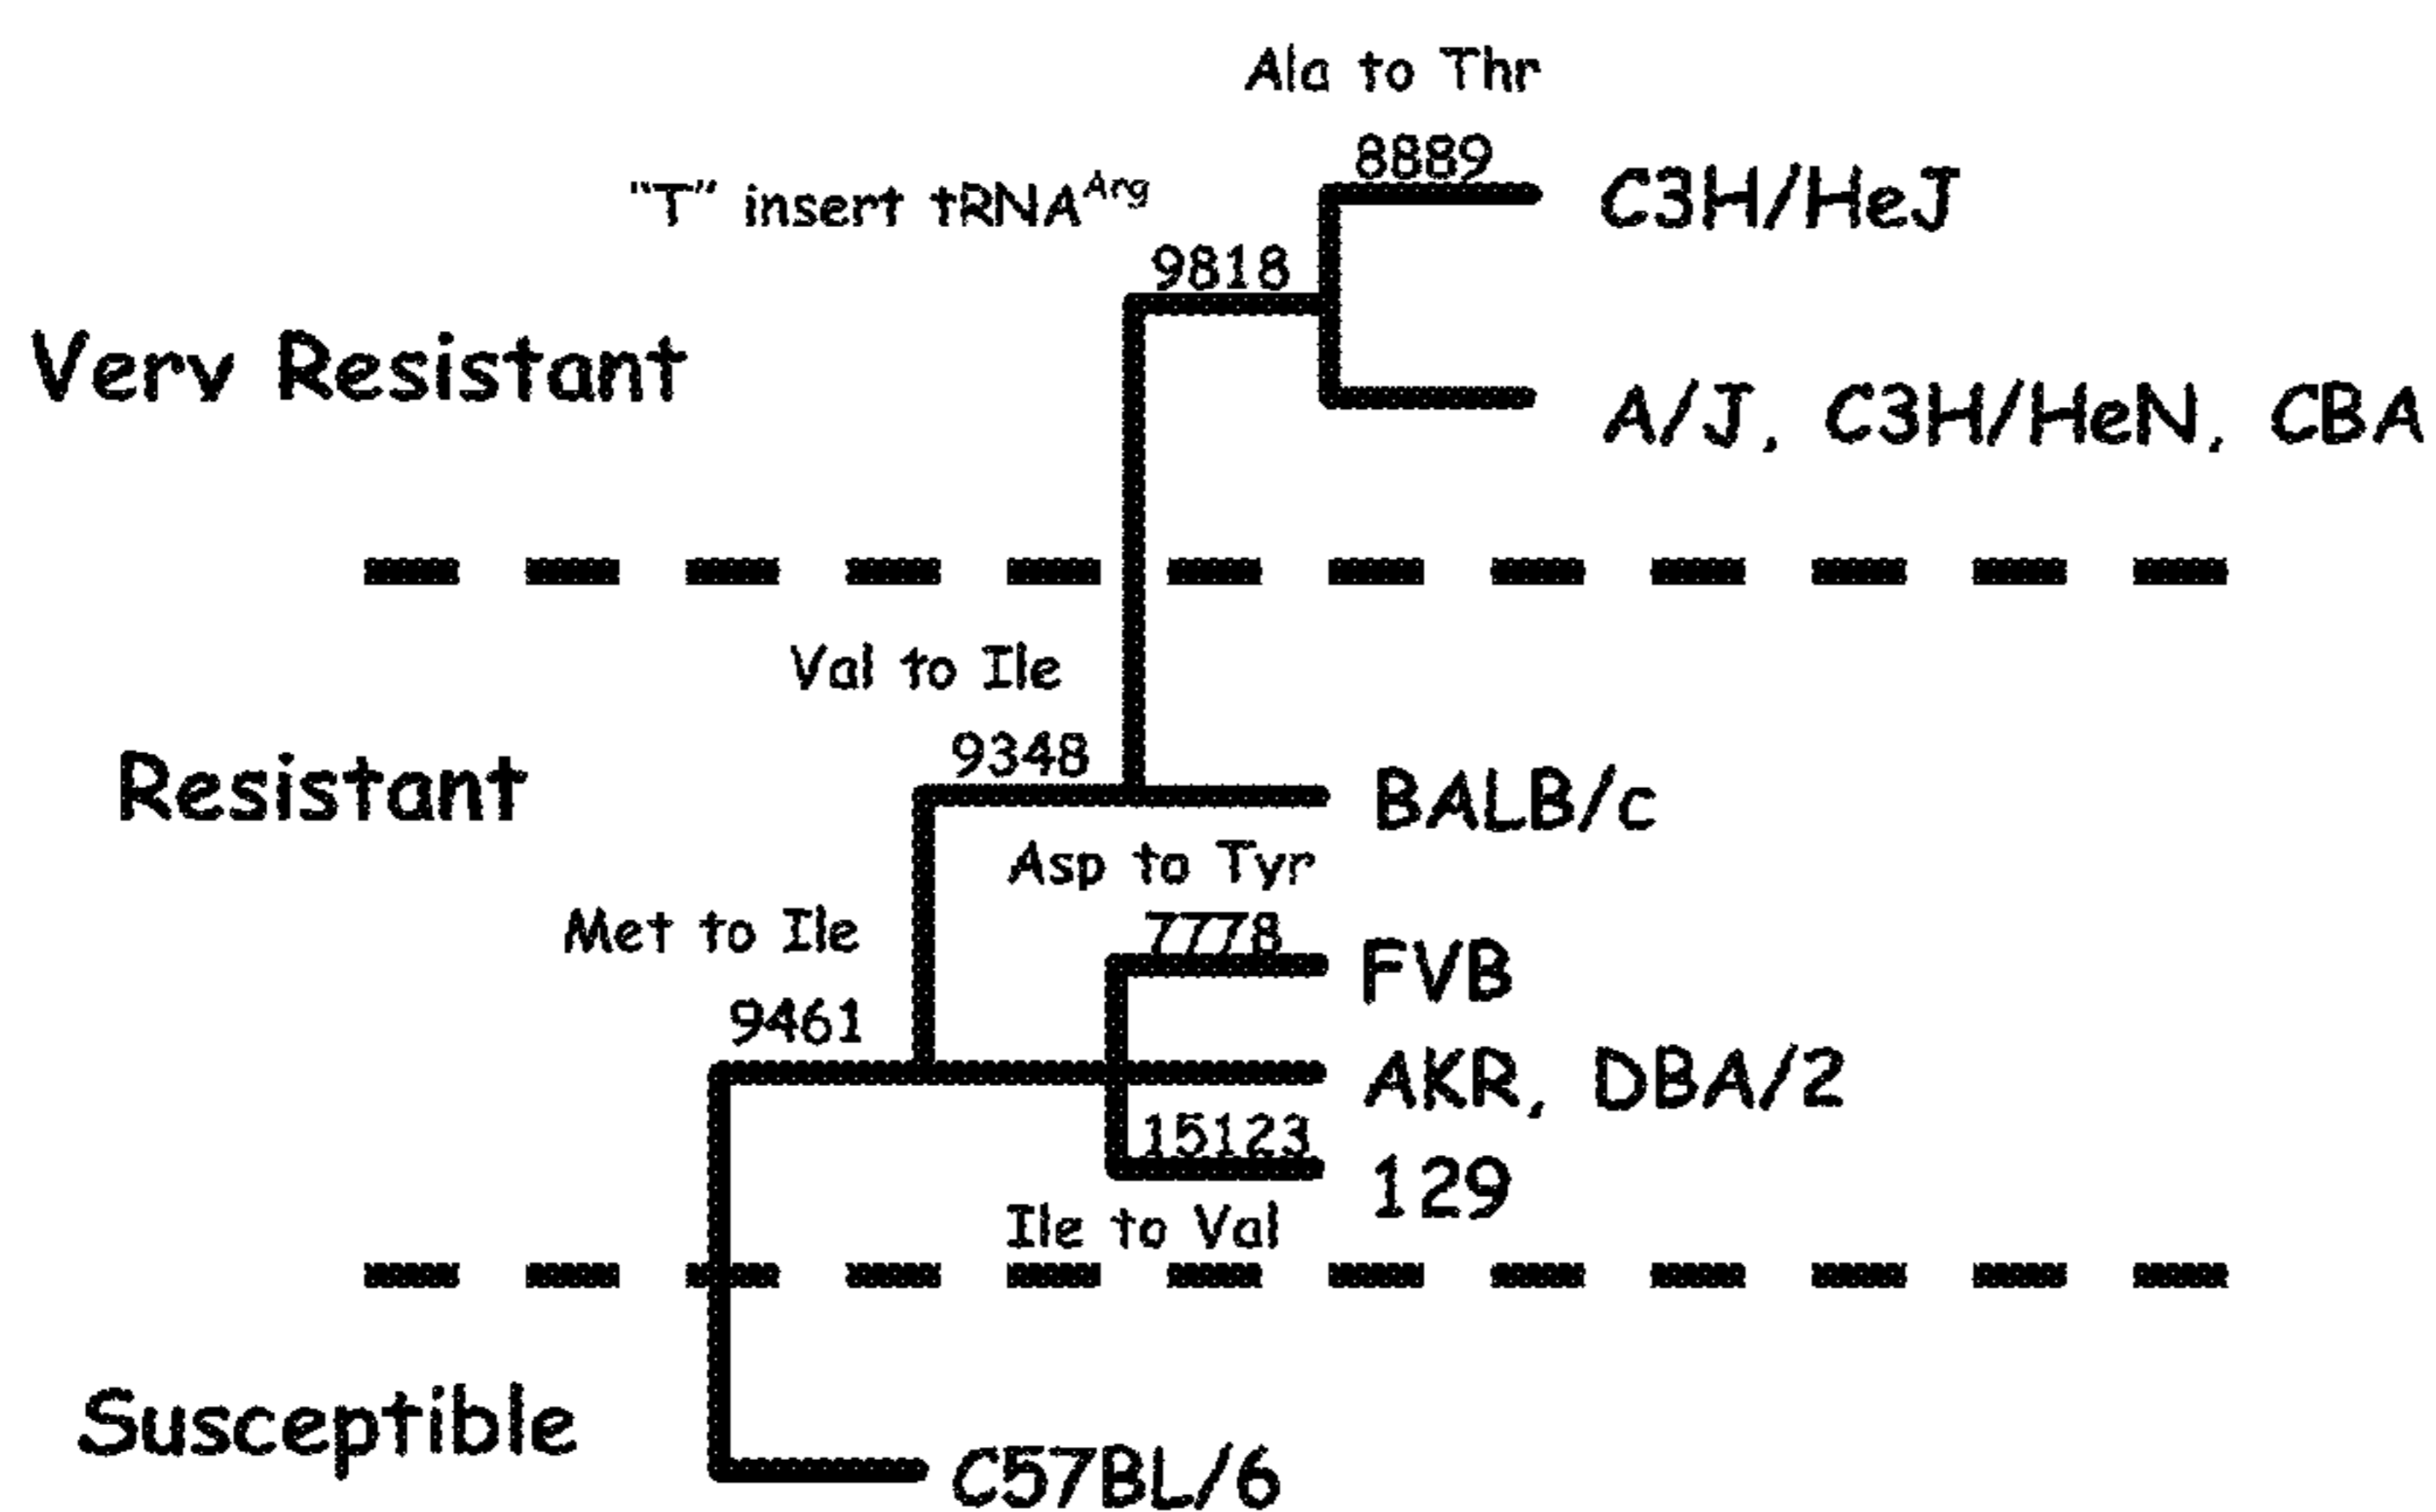 Ala to Thr
8889
C3H/HeJ
"T" insert tRNA^Arg
9818
Very Resistant
A/J, C3H/HeN, CBA
Val to Ile
9348
Resistant
BALB/c
Asp to Tyr
7778
Met to Ile
FVB
9461
AKR, DBA/2
15123
129
Ile to Val
Susceptible
C57BL/6